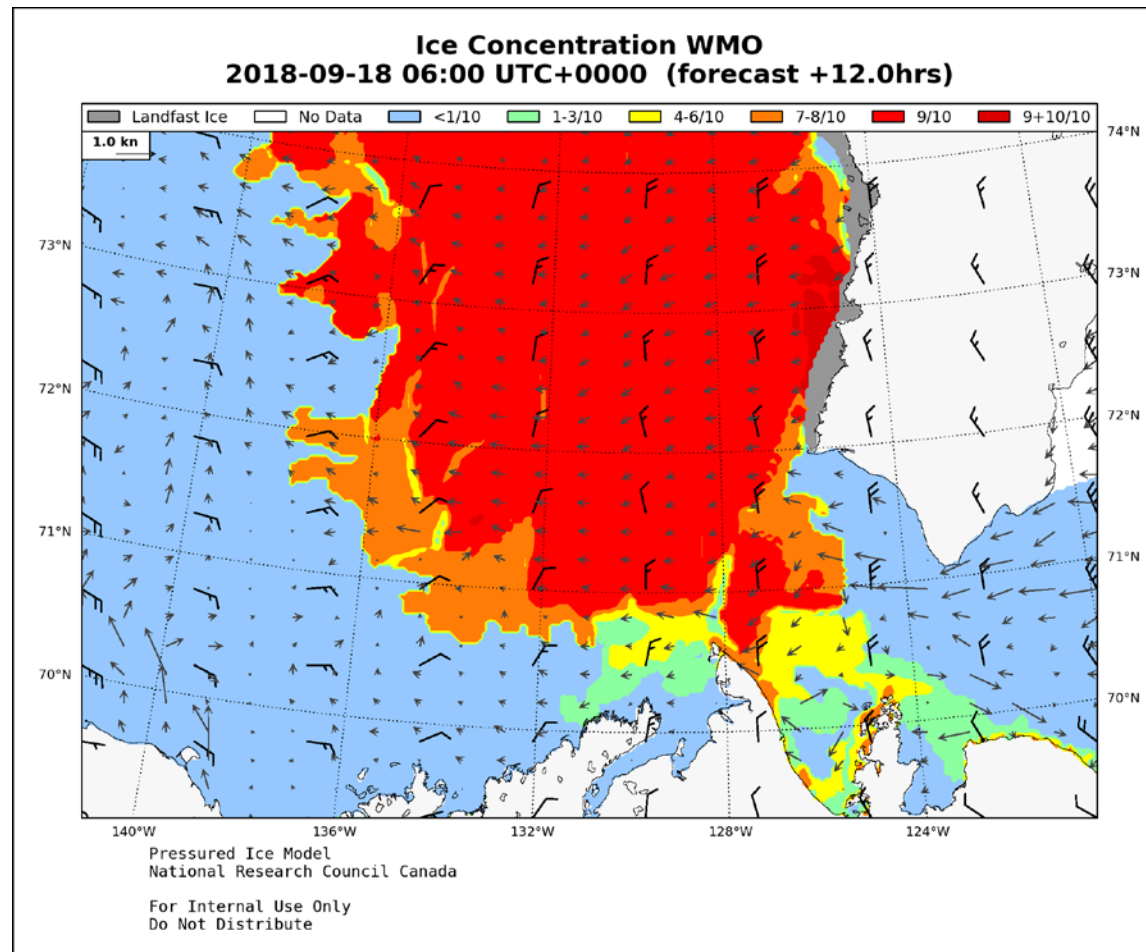 Ice Concentration WMO
2018-09-18 06:00 UTC+0000 (forecast +12.0hrs)
Landfast Ice No Data <1/10 1-3/10 4-6/10 7-8/10 9/10 9+10/10
1.0 kn
74°N
73°N 73°N
72°N 72°N
71°N 71°N
70°N 70°N
140°W 136°W 132°W 128°W 124°W
Pressured Ice Model
National Research Council Canada
For Internal Use Only
Do Not Distribute